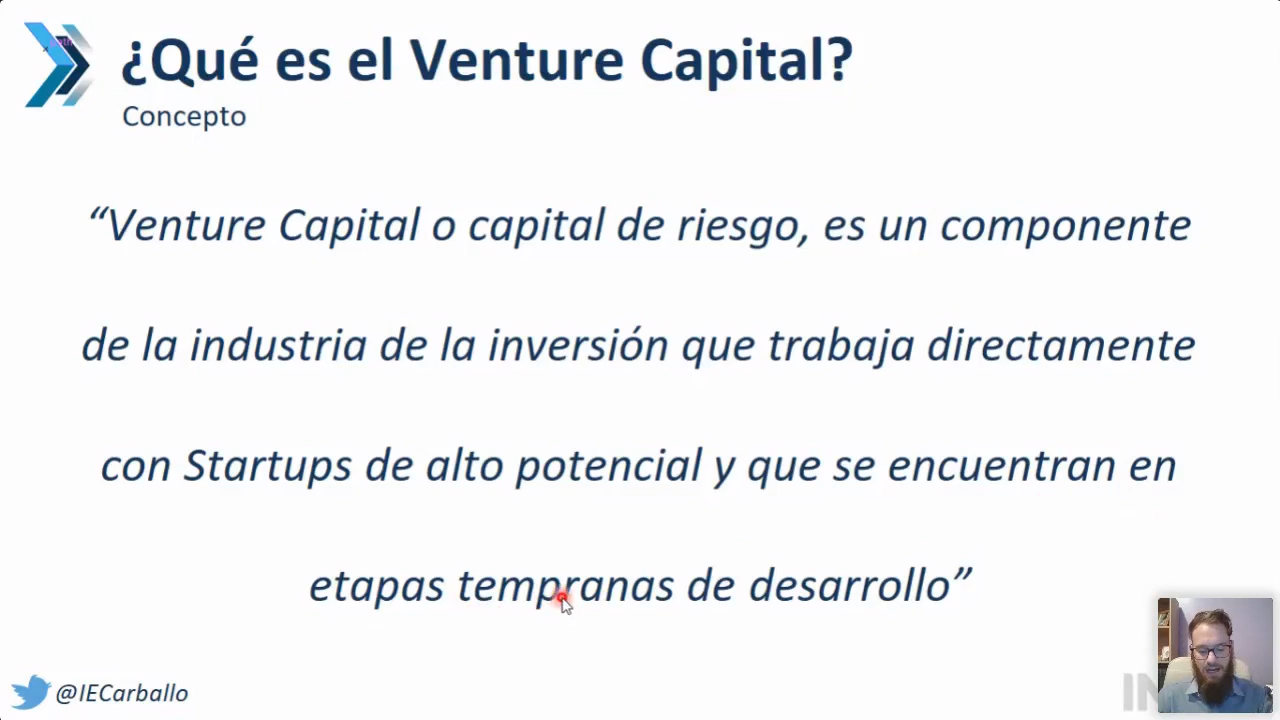 ¿Qué es el Venture Capital?
Concepto
“Venture Capital o capital de riesgo, es un componente
de la industria de la inversión que trabaja directamente
con Startups de alto potencial y que se encuentran en
etapas tempranas de desarrollo”
@IECarballo